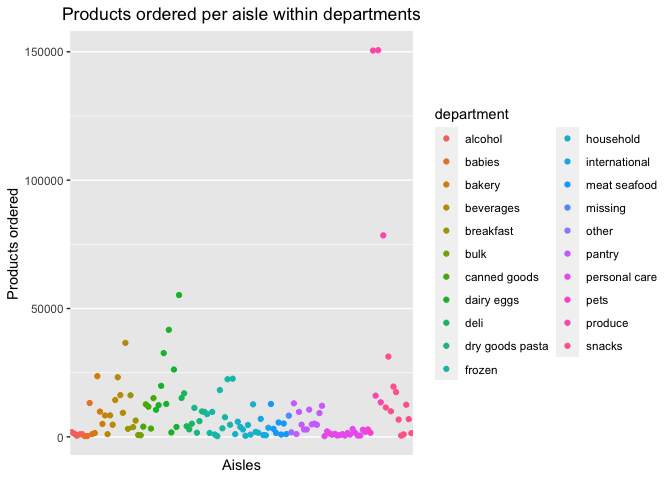 Products ordered per aisle within departments
150000
100000
50000
0
Products ordered
Aisles
department
alcohol
babies
bakery
beverages
breakfast
bulk
canned goods
dairy eggs
deli
dry goods pasta
frozen
household
international
meat seafood
missing
other
pantry
personal care
pets
produce
snacks